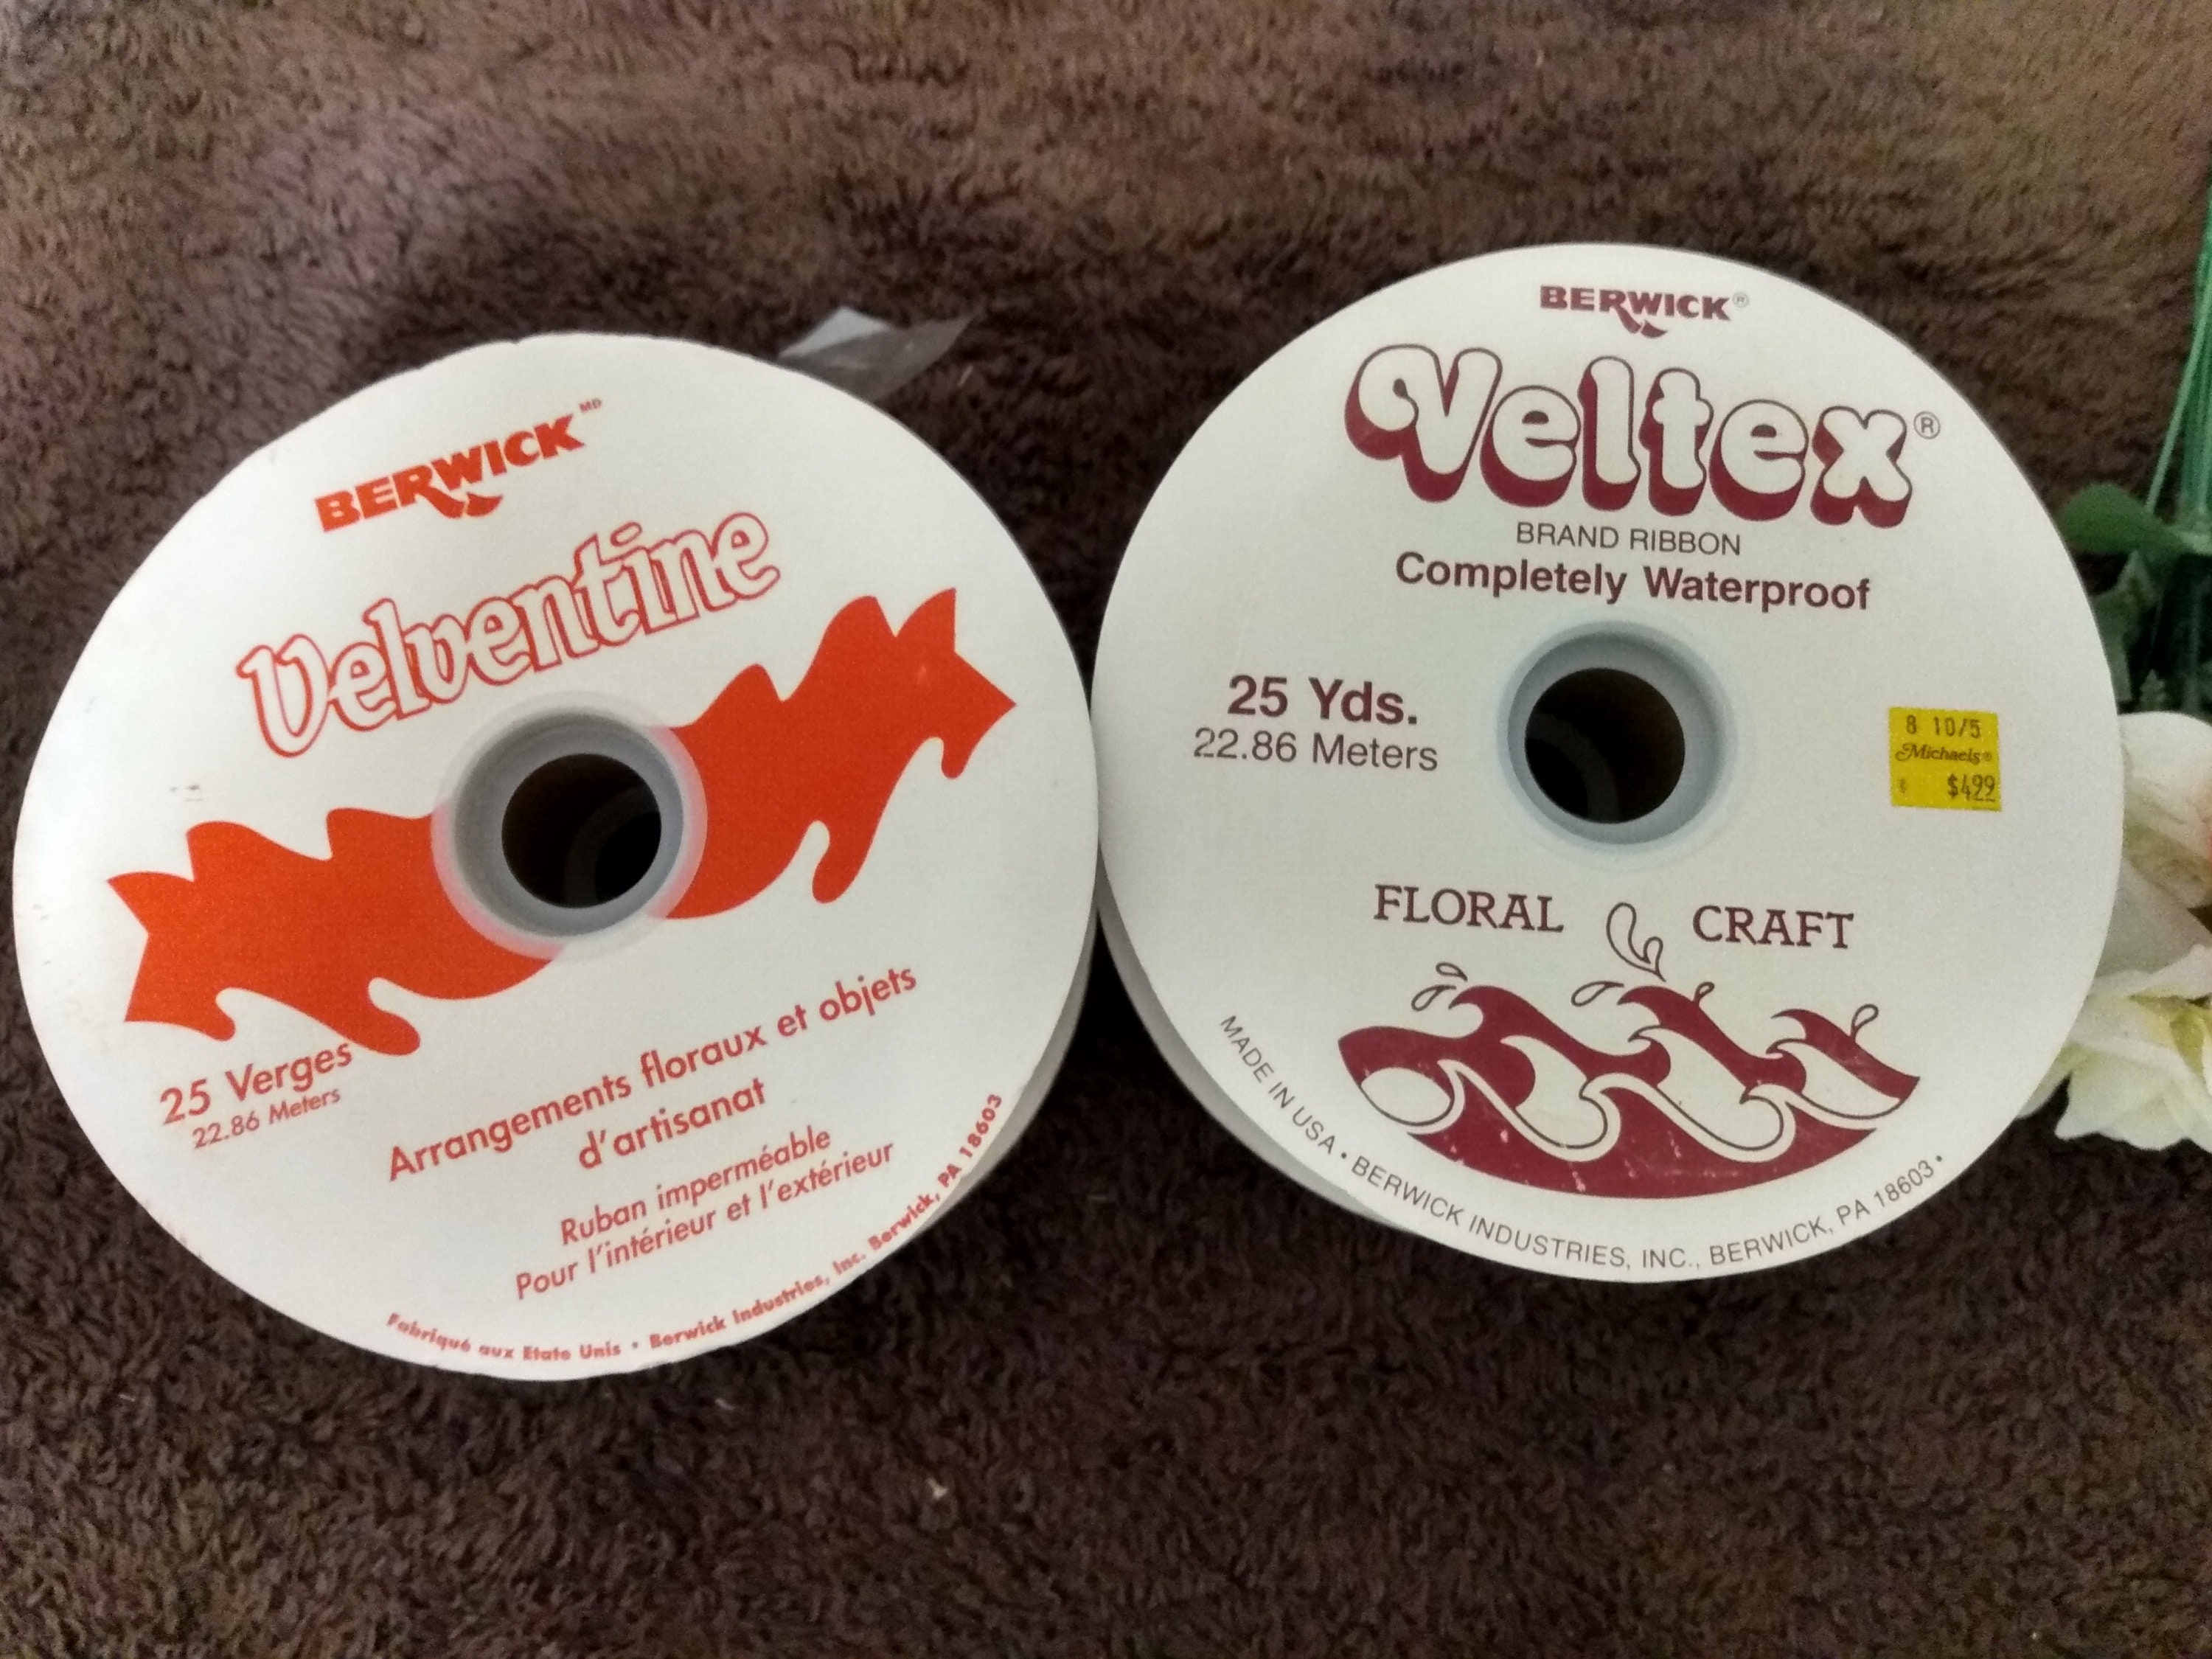 BERWICK MD
Velventine
25 Verges
22.86 Meters
Arrangements floraux et objets
d'artisanat
Ruban imperméable
Pour l'intérieur et l'extérieur
Fabriqué aux Etats Unis • Berwick Industries, Inc. Berwick, PA 18603
BERWICK®
Veltex®
BRAND RIBBON
Completely Waterproof
25 Yds.
22.86 Meters
8 10/5
Michaels®
$499
FLORAL CRAFT
MADE IN USA • BERWICK INDUSTRIES, INC., BERWICK, PA 18603 •